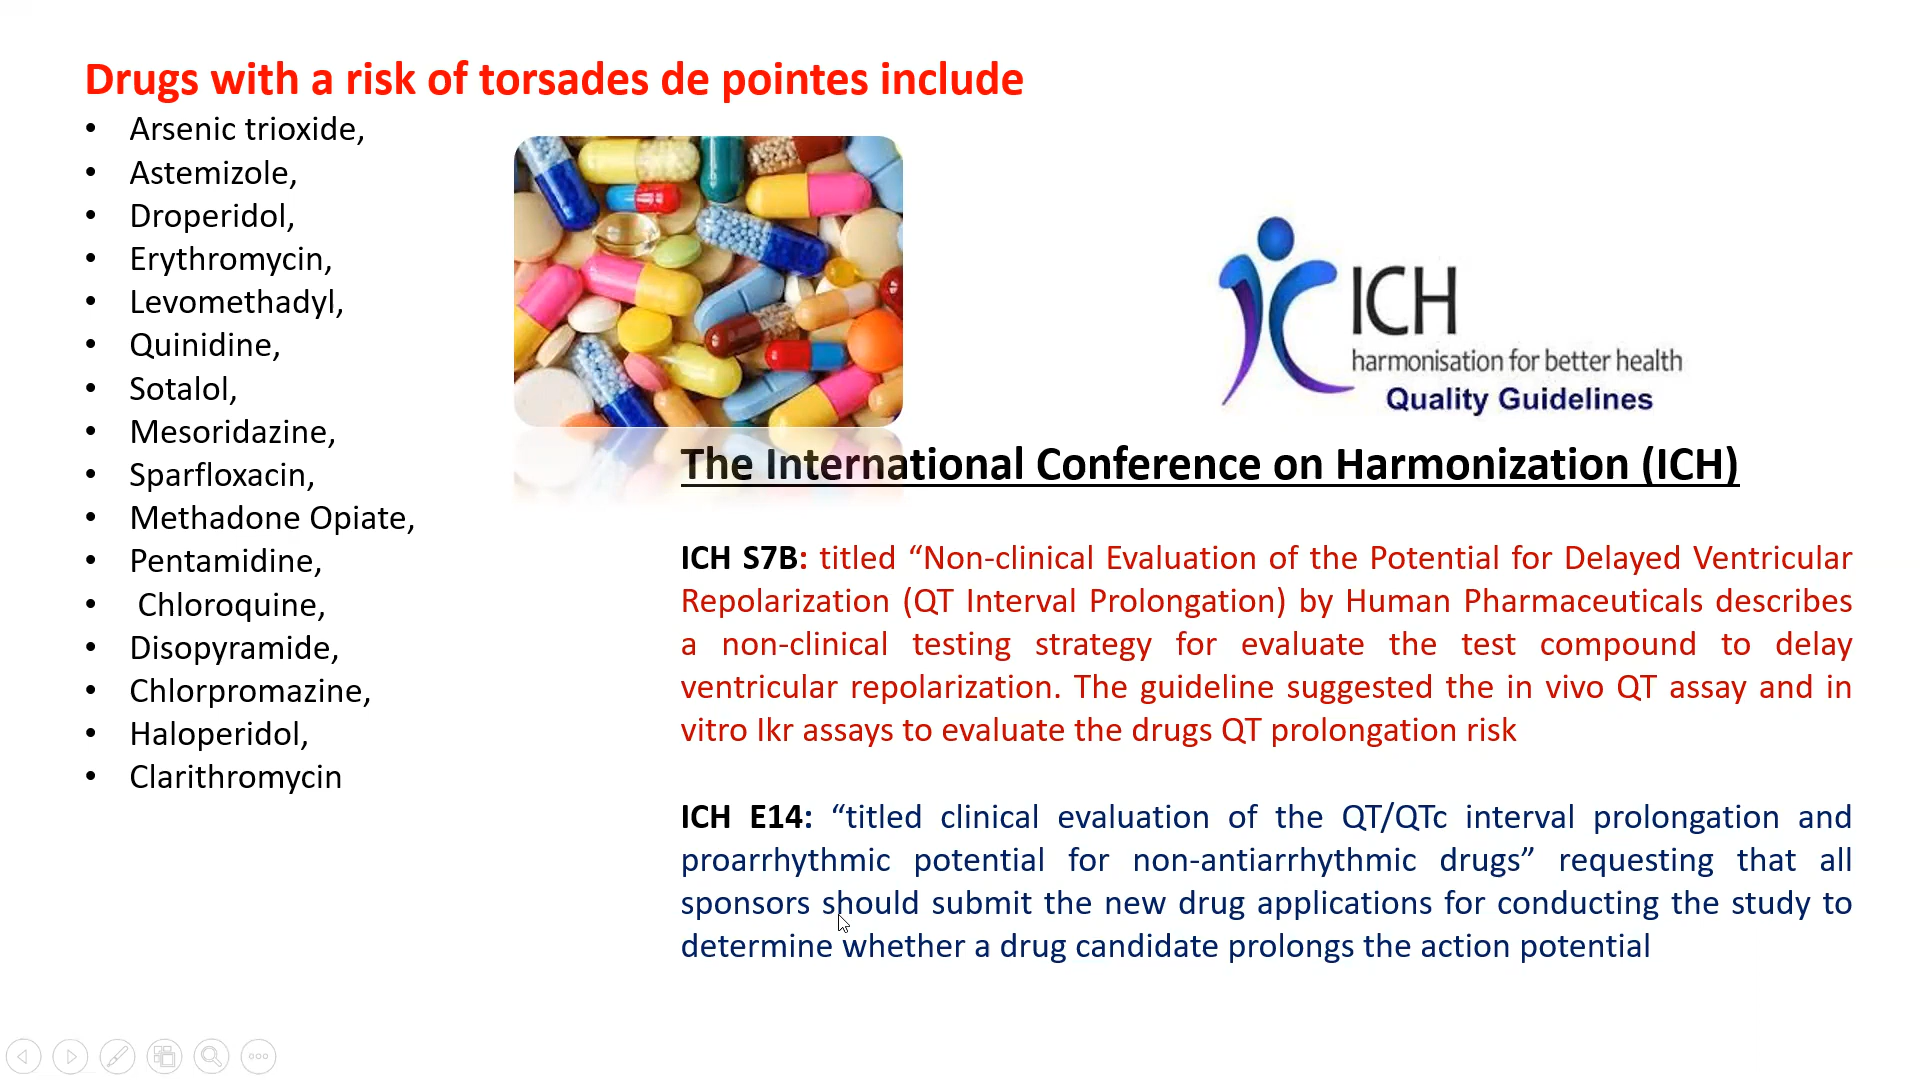 Drugs with a risk of torsades de pointes include
• Arsenic trioxide,
• Astemizole,
• Droperidol,
• Erythromycin,
• Levomethadyl,
• Quinidine,
• Sotalol,
• Mesoridazine,
• Sparfloxacin,
• Methadone Opiate,
• Pentamidine,
• Chloroquine,
• Disopyramide,
• Chlorpromazine,
• Haloperidol,
• Clarithromycin
ICH
harmonisation for better health
Quality Guidelines
The International Conference on Harmonization (ICH)
ICH S7B: titled “Non-clinical Evaluation of the Potential for Delayed Ventricular
Repolarization (QT Interval Prolongation) by Human Pharmaceuticals describes
a non-clinical testing strategy for evaluate the test compound to delay
ventricular repolarization. The guideline suggested the in vivo QT assay and in
vitro Ikr assays to evaluate the drugs QT prolongation risk
ICH E14: “titled clinical evaluation of the QT/QTc interval prolongation and
proarrhythmic potential for non-antiarrhythmic drugs” requesting that all
sponsors should submit the new drug applications for conducting the study to
determine whether a drug candidate prolongs the action potential